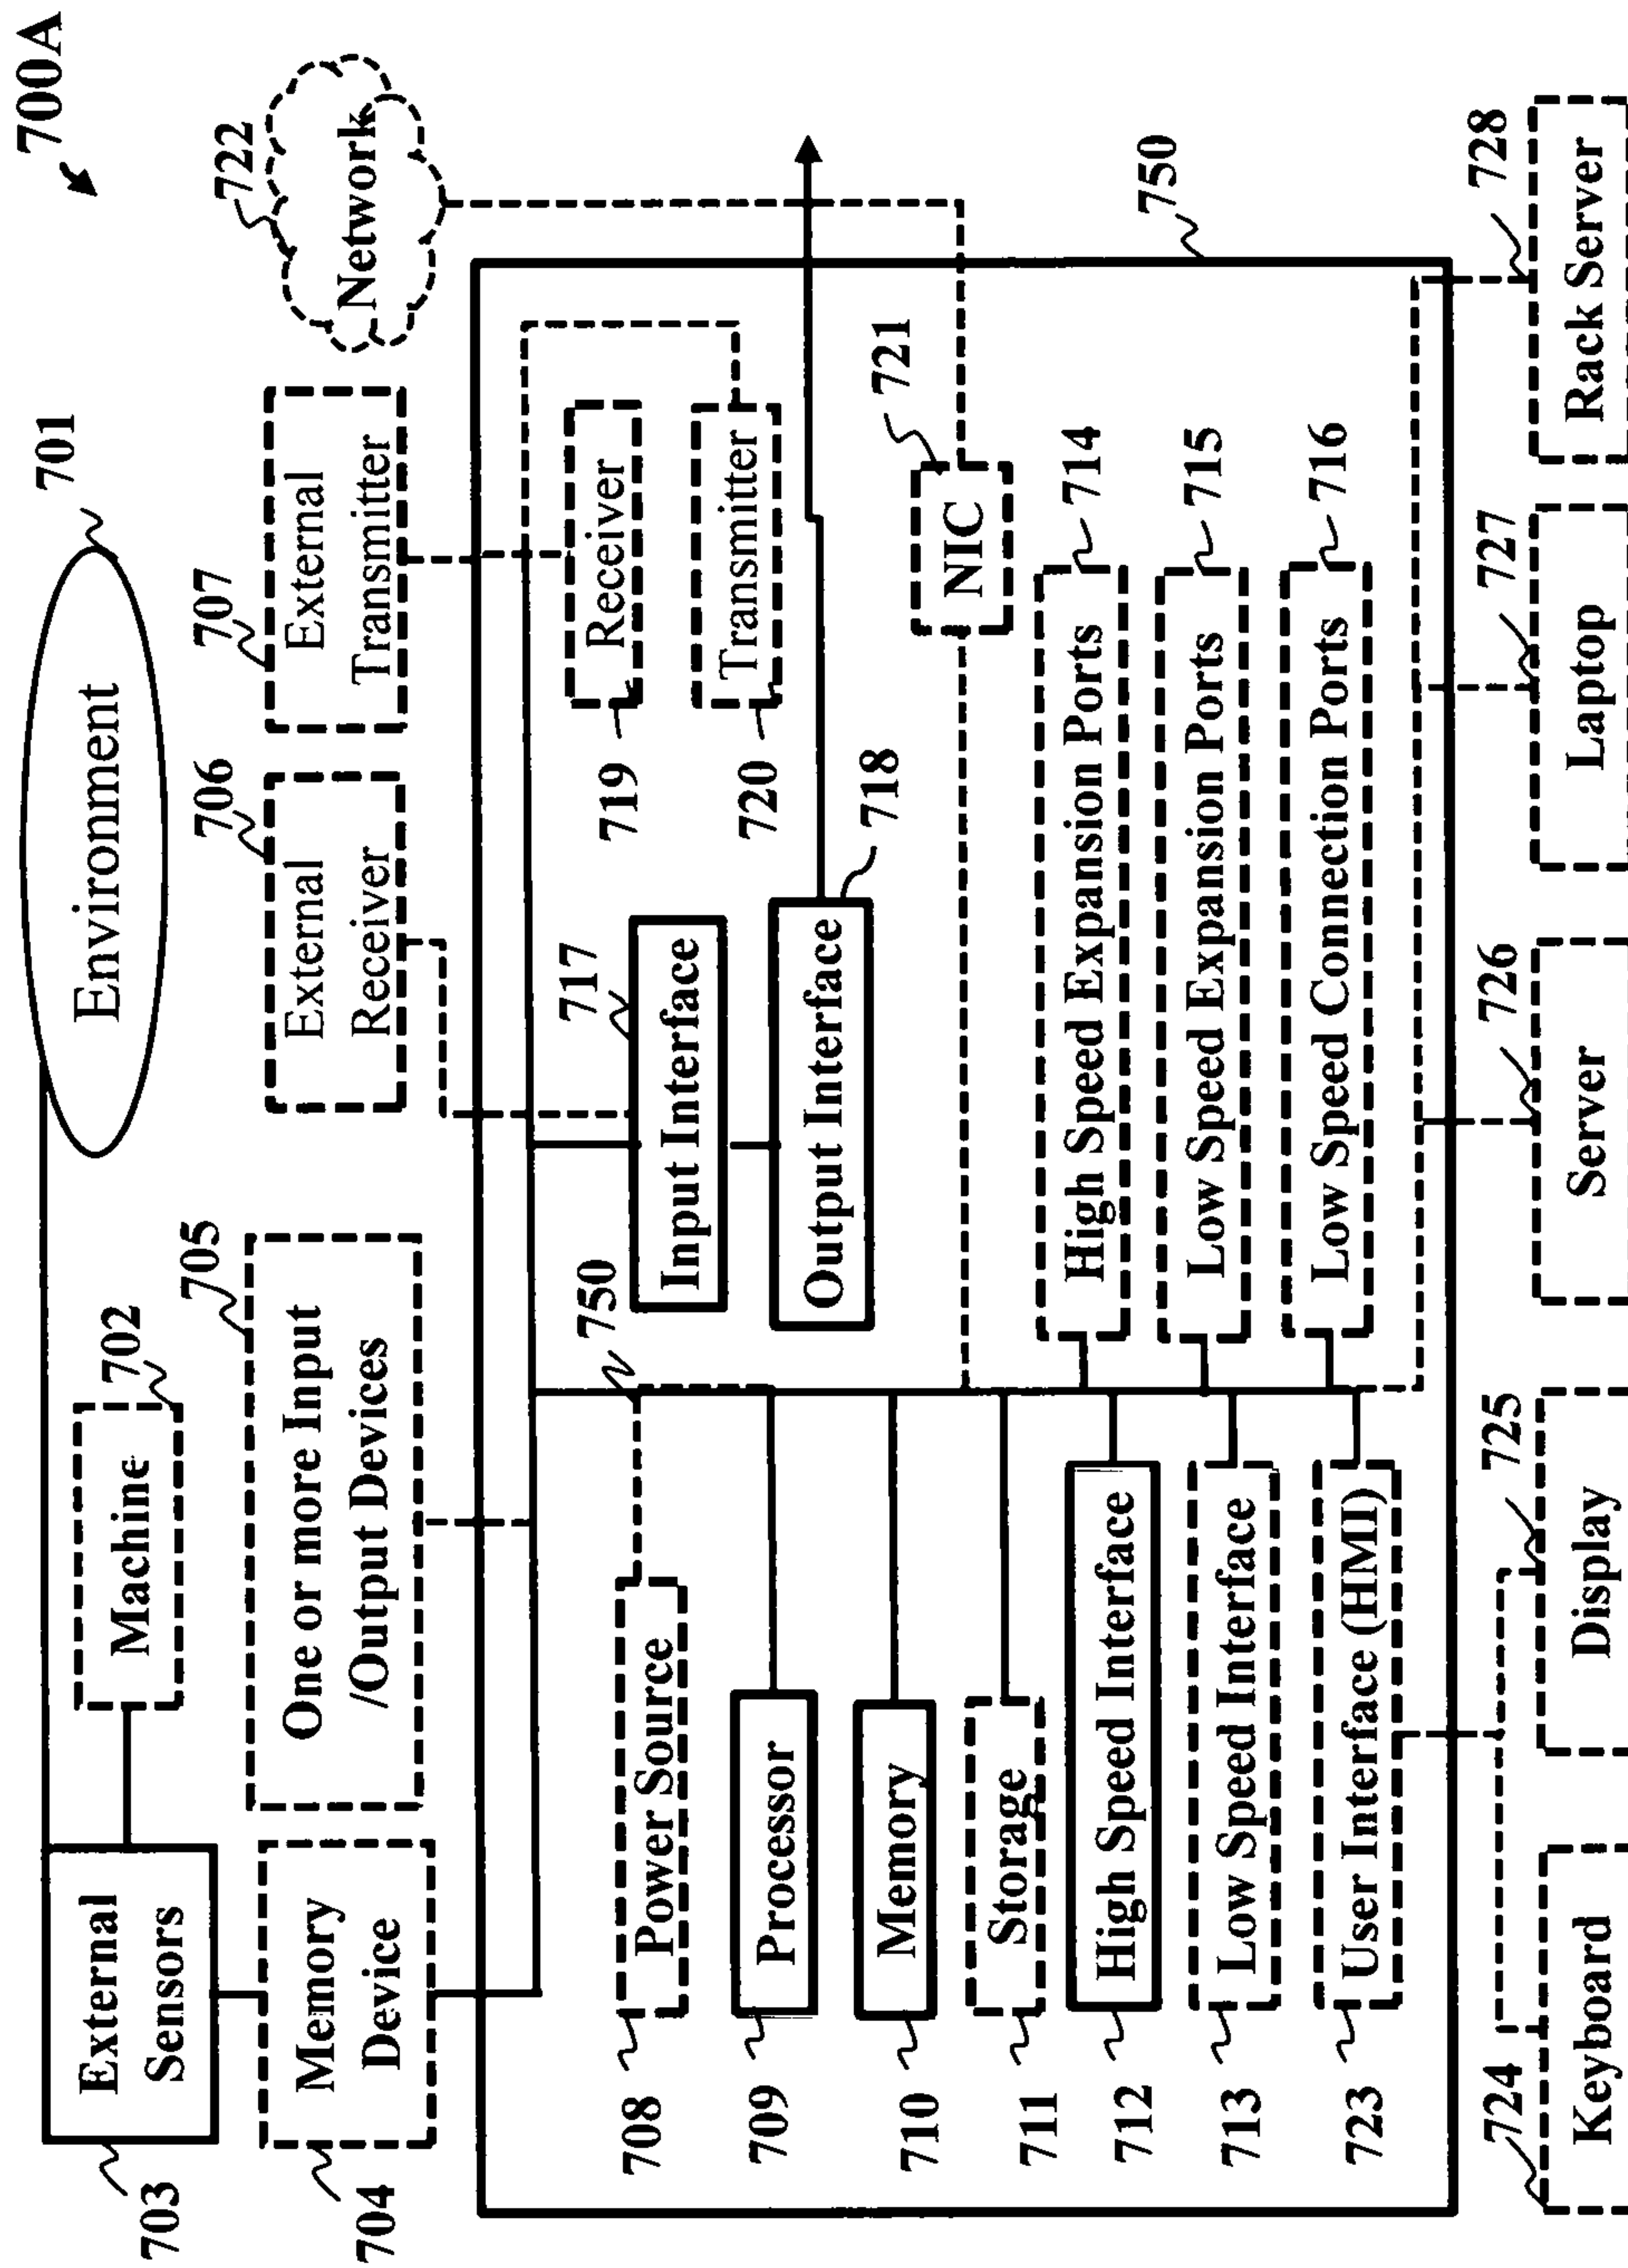 700A
Environment
701
Machine
702
External
Sensors
703
Memory
Device
704
One or more Input
/Output Devices
705
External
Receiver
706
External
Transmitter
707
Network
722
750
Power Source
708
750
Processor
709
Memory
710
Storage
711
High Speed Interface
712
Low Speed Interface
713
User Interface (HMI)
723
Input Interface
717
Output Interface
718
Receiver
719
Transmitter
720
NIC
721
High Speed Expansion Ports
714
Low Speed Expansion Ports
715
Low Speed Connection Ports
716
724
Keyboard
725
Display
726
Server
727
Laptop
728
Rack Server